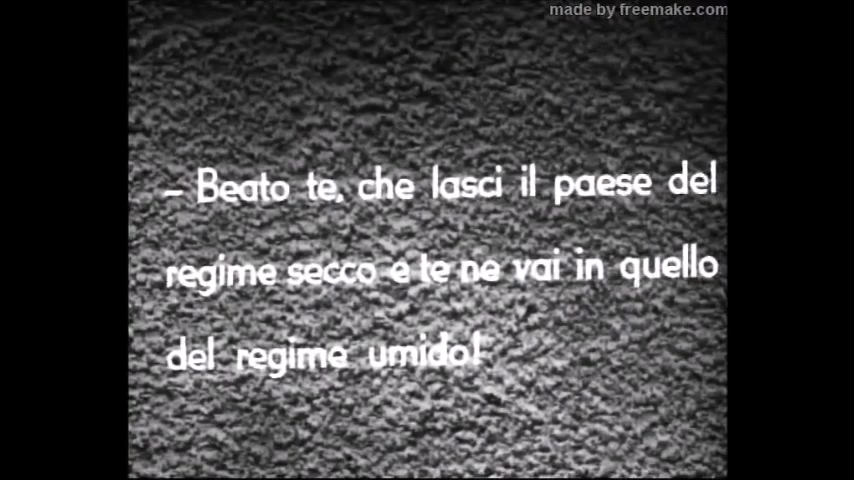 made by freemake.com
– Beato te, che lasci il paese del
regime secco e te ne vai in quello
del regime umido!